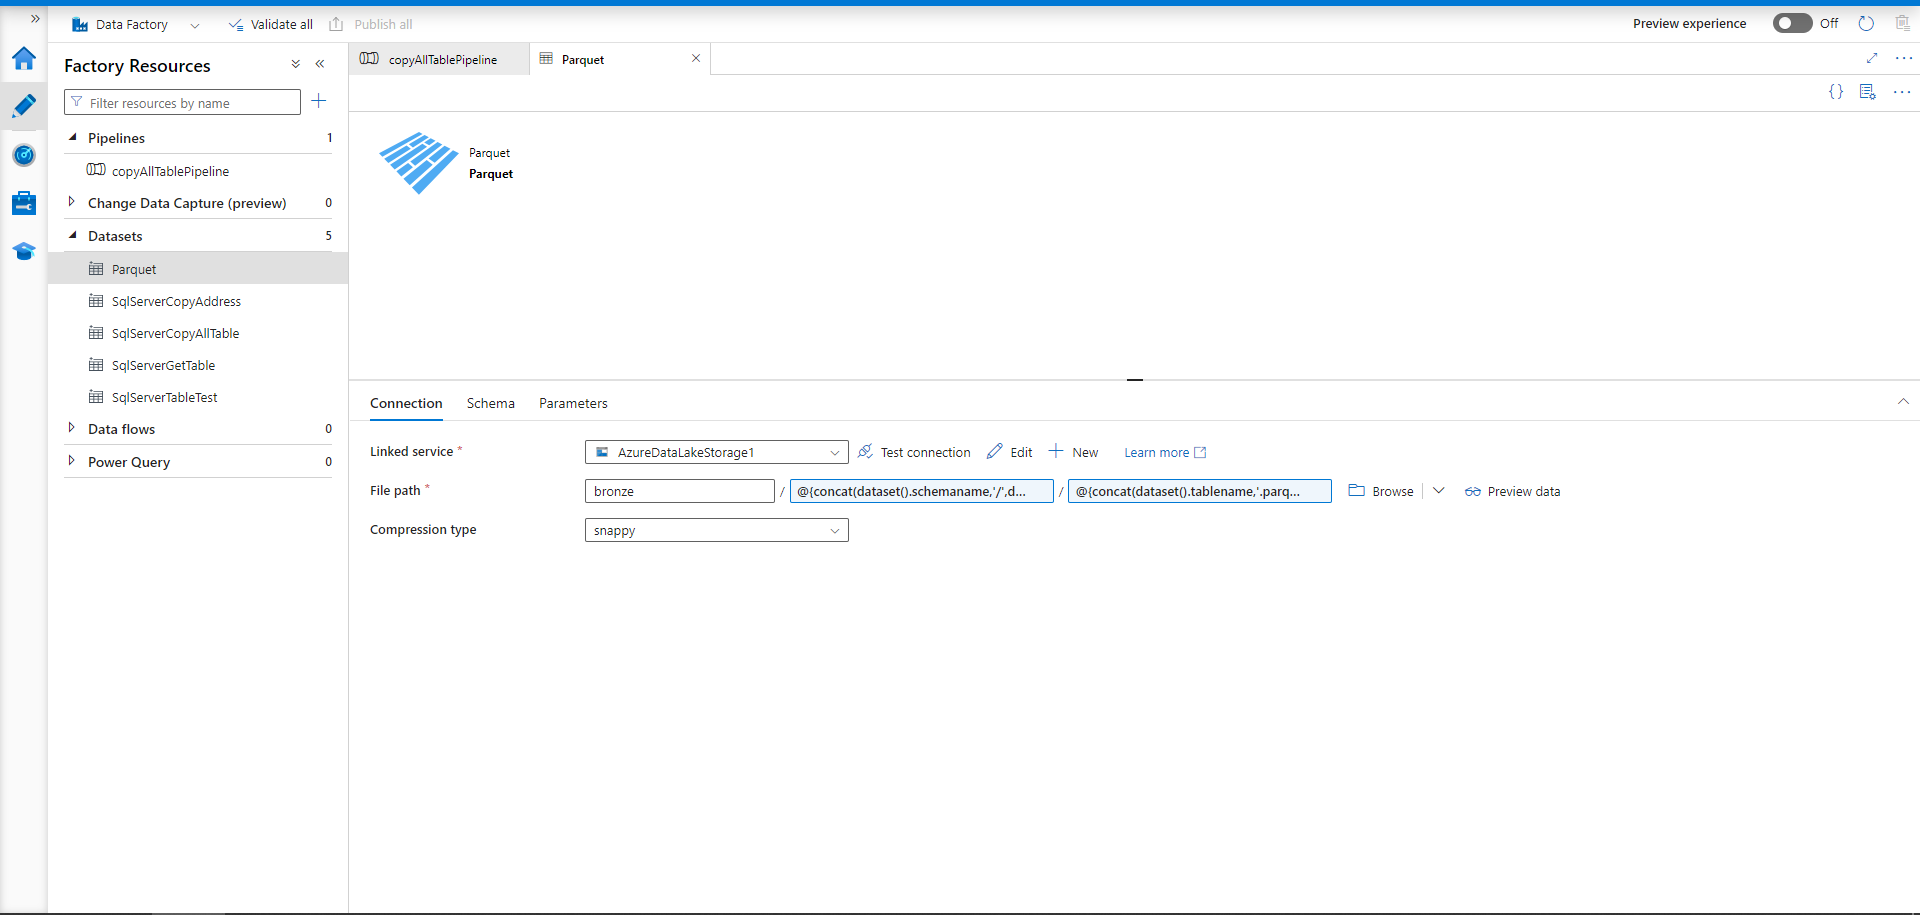 Data Factory
Validate all
Publish all
Preview experience
Off
Factory Resources
Filter resources by name
Pipelines 1
copyAllTablePipeline
Change Data Capture (preview) 0
Datasets 5
Parquet
SqlServerCopyAddress
SqlServerCopyAllTable
SqlServerGetTable
SqlServerTableTest
Data flows 0
Power Query 0
copyAllTablePipeline
Parquet
Parquet
Parquet
Connection Schema Parameters
Linked service * AzureDataLakeStorage1 Test connection Edit New Learn more
File path * bronze / @{concat(dataset().schemaname,'/',d... / @{concat(dataset().tablename,'.parq... Browse Preview data
Compression type snappy